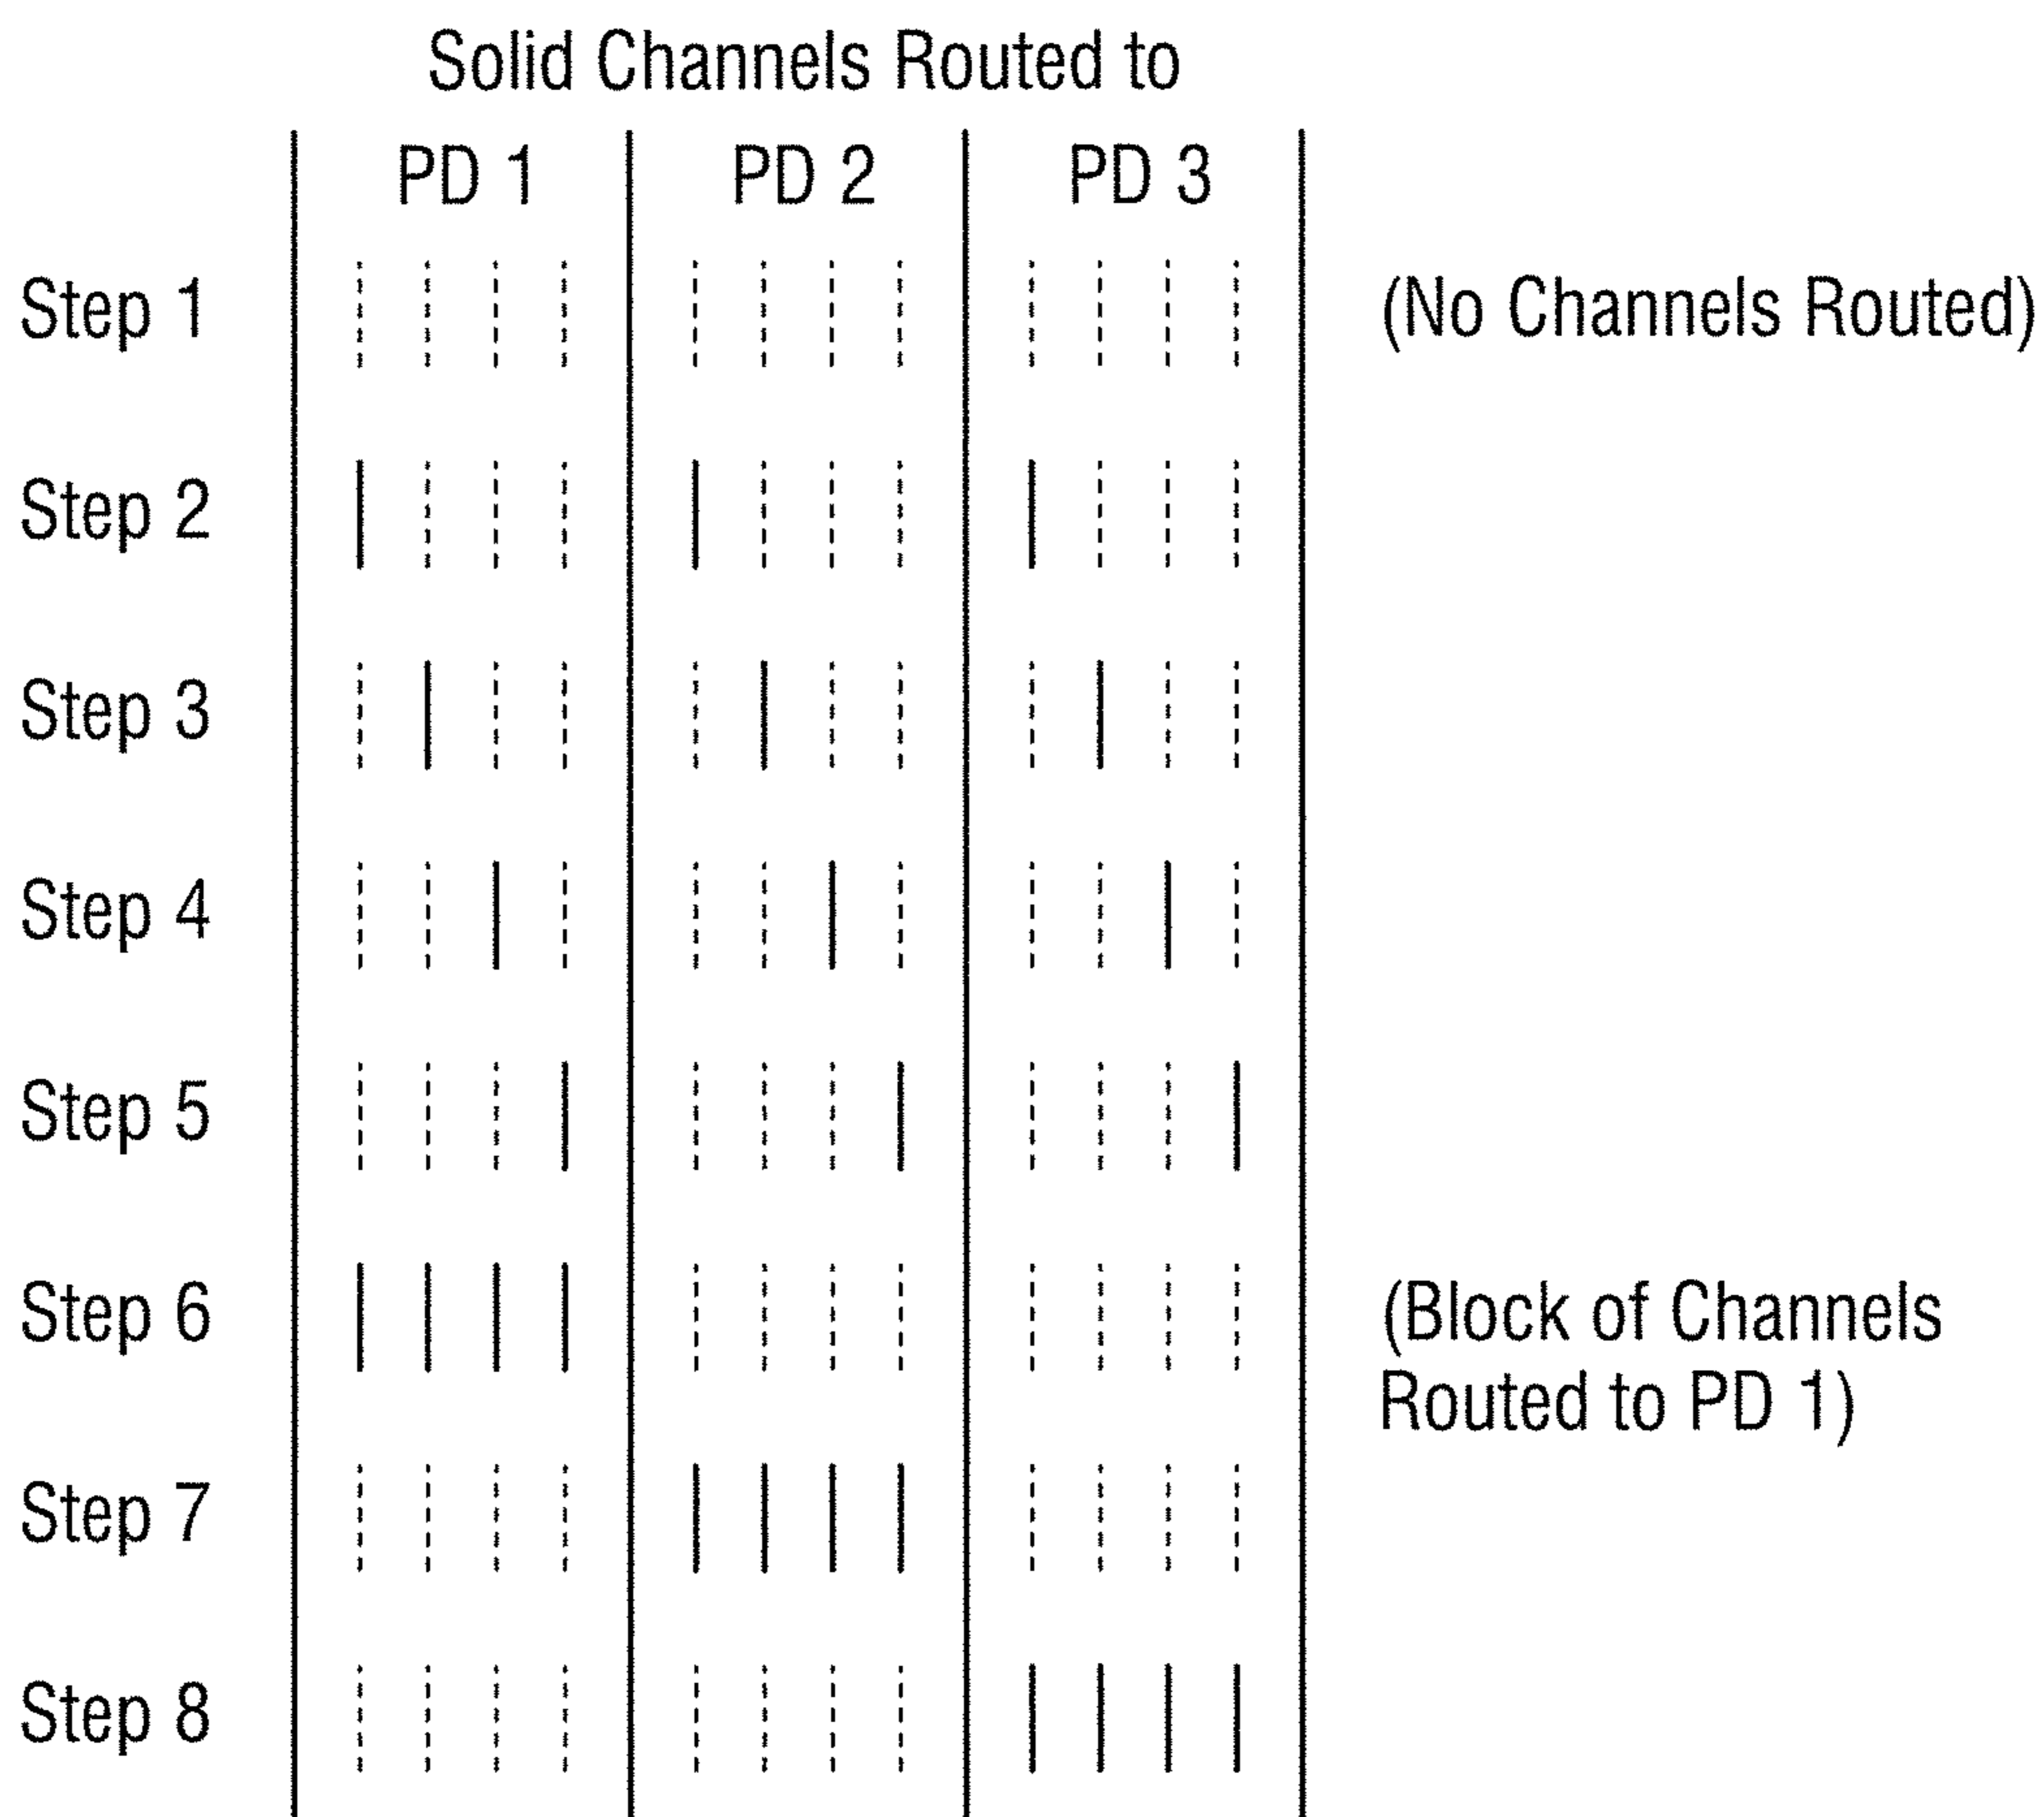 Solid Channels Routed to
PD 1 PD 2 PD 3
Step 1 (No Channels Routed)
Step 2
Step 3
Step 4
Step 5
Step 6 (Block of Channels
Routed to PD 1)
Step 7
Step 8